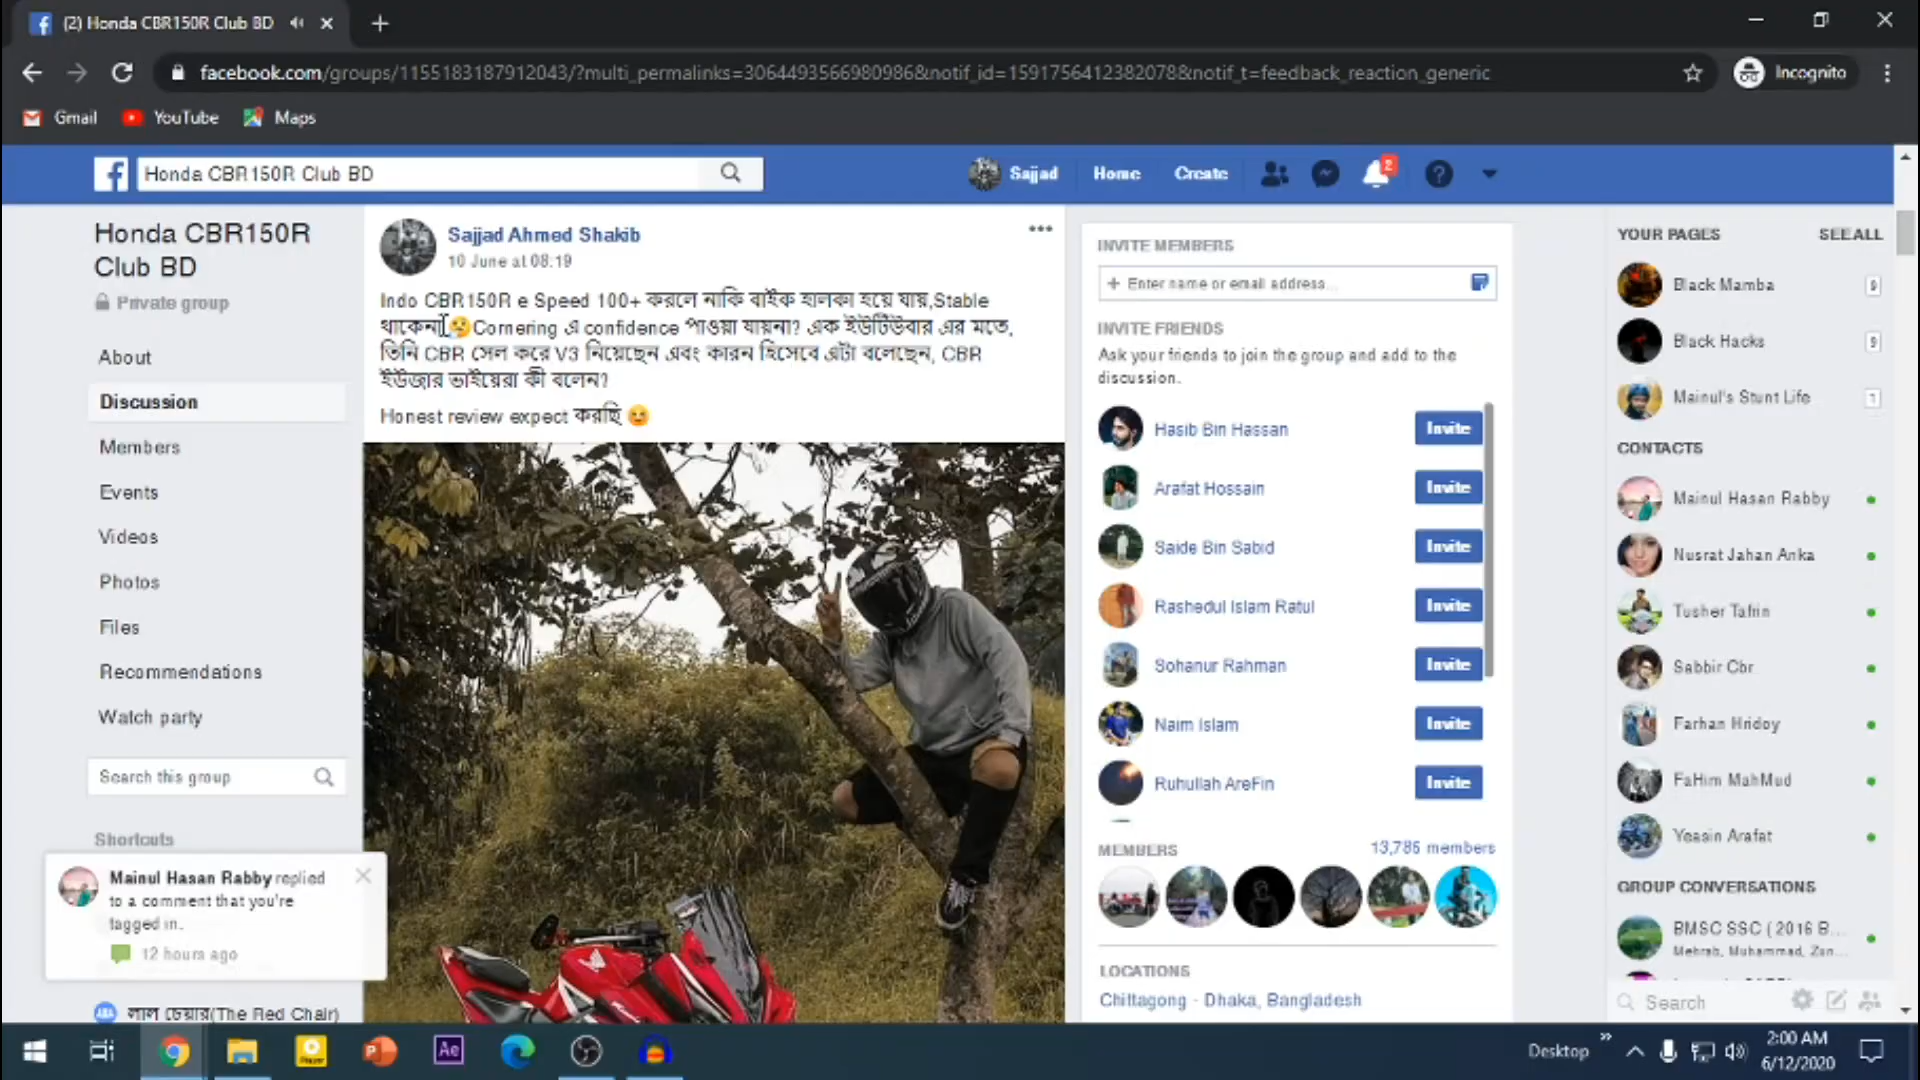 (2) Honda CBR150R Club BD
facebook.com/groups/1155183187912043/?multi_permalinks=3064493566980986&notif_id=1591756412382078&notif_t=feedback_reaction_generic
Incognito
Gmail
YouTube
Maps
Honda CBR150R Club BD
Sajjad
Home
Create
2
Honda CBR150R
Club BD
Private group
About
Discussion
Members
Events
Videos
Photos
Files
Recommendations
Watch party
Search this group
Shortcuts
Mainul Hasan Rabby replied
to a comment that you're
tagged in.
12 hours ago
লাল চেয়ার(The Red Chair)
Sajjad Ahmed Shakib
10 June at 08:19
Indo CBR150R e Speed 100+ করলে নাকি বাইক হালকা হয়ে যায়,Stable
থাকেনা🤧Cornering এ confidence পাওয়া যায়না? এক ইউটিউবার এর মতে,
তিনি CBR সেল করে V3 নিয়েছেন এবং কারন হিসেবে এটা বলেছেন, CBR
ইউজার ভাইয়েরা কী বলেন?
Honest review expect করছি 😉
INVITE MEMBERS
+ Enter name or email address...
INVITE FRIENDS
Ask your friends to join the group and add to the
discussion.
Hasib Bin Hassan Invite
Arafat Hossain Invite
Saide Bin Sabid Invite
Rashedul Islam Ratul Invite
Sohanur Rahman Invite
Naim Islam Invite
Ruhullah AreFin Invite
MEMBERS 13,785 members
LOCATIONS
Chittagong - Dhaka, Bangladesh
YOUR PAGES SEE ALL
Black Mamba 9
Black Hacks 9
Mainul's Stunt Life 1
CONTACTS
Mainul Hasan Rabby
Nusrat Jahan Anka
Tusher Tafrin
Sabbir Cbr
Farhan Hridoy
FaHim MahMud
Yeasin Arafat
GROUP CONVERSATIONS
BMSC SSC ( 2016 B...
Mehrab, Muhammad, Zun...
Search
Ae
Desktop
2:00 AM
6/12/2020